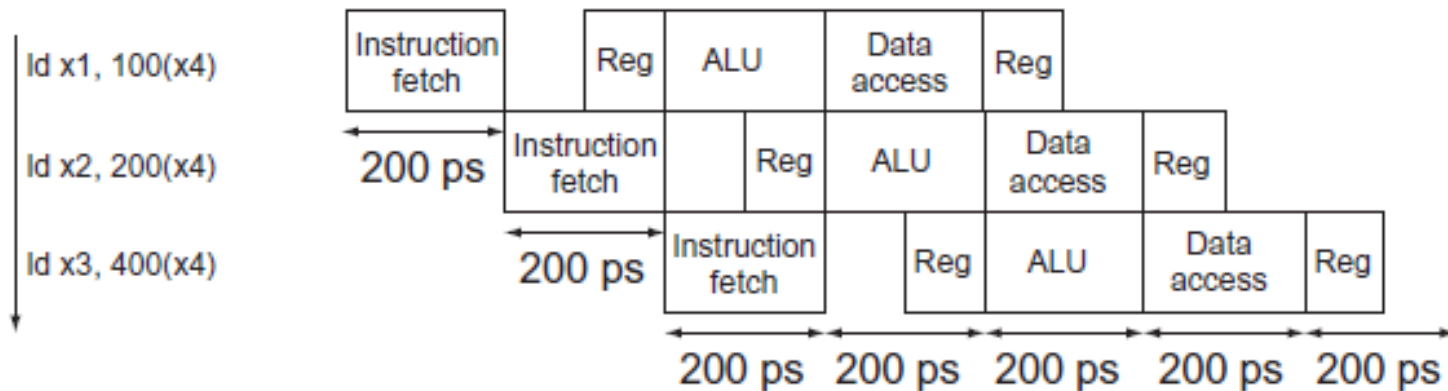 ld x1, 100(x4)
Instruction
fetch
Reg
ALU
Data
access
Reg
200 ps
ld x2, 200(x4)
Instruction
fetch
Reg
ALU
Data
access
Reg
200 ps
ld x3, 400(x4)
Instruction
fetch
Reg
ALU
Data
access
Reg
200 ps 200 ps 200 ps 200 ps 200 ps